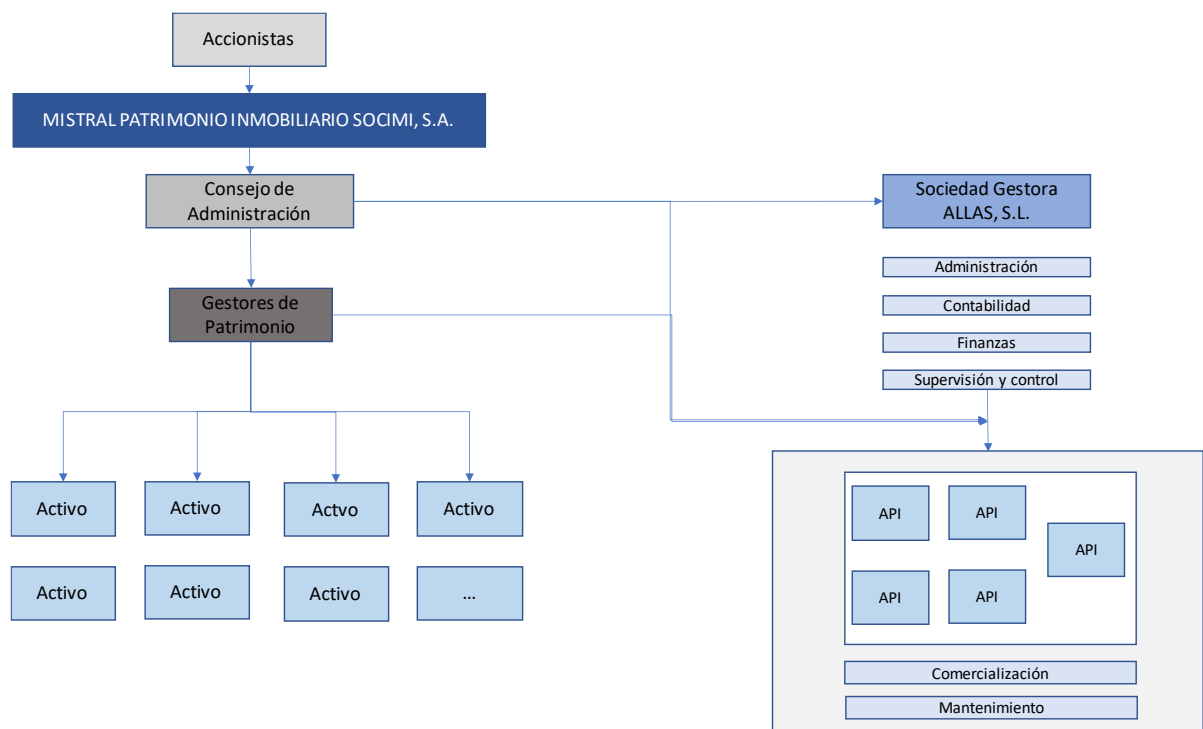 Accionistas
MISTRAL PATRIMONIO INMOBILIARIO SOCIMI, S.A.
Consejo de
Administración
Sociedad Gestora
ALLAS, S.L.
Administración
Contabilidad
Finanzas
Supervisión y control
Gestores de
Patrimonio
Activo
Activo
Actvo
Activo
Activo
Activo
Activo
...
API
API
API
API
API
Comercialización
Mantenimiento